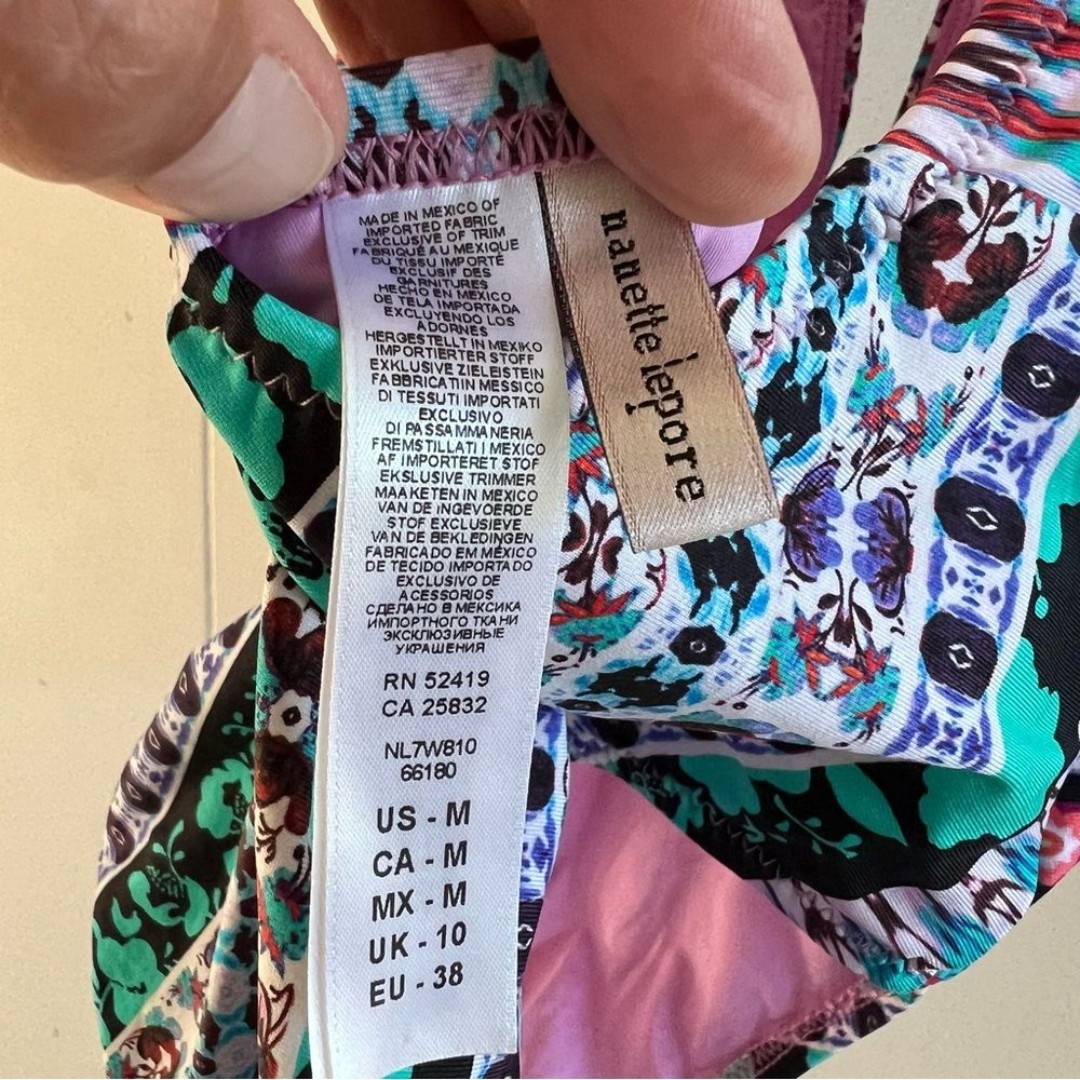 MADE IN MEXICO OF
IMPORTED FABRIC
EXCLUSIVE OF TRIM
FABRIQUÉ AU MEXIQUE
DU TISSU IMPORTÉ
EXCLUSIF DES
GARNITURES
HECHO EN MÉXICO
DE TELA IMPORTADA
EXCLUYENDO LOS
ADORNES
HERGESTELLT IN MEXIKO
IMPORTIERTER STOFF
EXKLUSIVE ZIELEISTEIN
FABBRICATIIN MESSICO
DI TESSUTI IMPORTATI
EXCLUSIVO
DI PASSAMMANERIA
FREMSTILLATI I MEXICO
AF IMPORTERET STOF
EKSLUSIVE TRIMMER
MAAKETEN IN MEXICO
VAN DE INGEVOERDE
STOF EXCLUSIEVE
VAN DE BEKLEDINGEN
FABRICADO EM MÉXICO
DE TECIDO IMPORTADO
EXCLUSIVO DE
ACESSORIOS
СДЕЛАНО В МЕКСИКА
ИМПОРТНОГО ТКАНИ
ЭКСКЛЮЗИВНЫЕ
УКРАШЕНИЯ
RN 52419
CA 25832
NL7W810
66180
US - M
CA - M
MX - M
UK - 10
EU - 38
nanette lepore